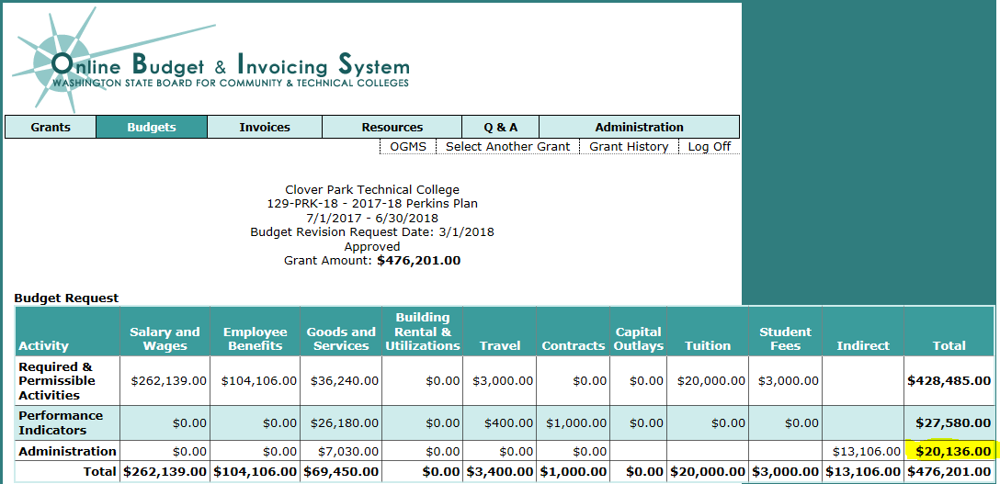 Online Budget & Invoicing System
WASHINGTON STATE BOARD FOR COMMUNITY & TECHNICAL COLLEGES
Grants Budgets Invoices Resources Q & A Administration
OGMS Select Another Grant Grant History Log Off
Clover Park Technical College
129-PRK-18 - 2017-18 Perkins Plan
7/1/2017 - 6/30/2018
Budget Revision Request Date: 3/1/2018
Approved
Grant Amount: $476,201.00
Budget Request
Activity Salary and Wages Employee Benefits Goods and Services Building Rental & Utilizations Travel Contracts Capital Outlays Tuition Student Fees Indirect Total
Required & Permissible Activities $262,139.00 $104,106.00 $36,240.00 $0.00 $3,000.00 $0.00 $0.00 $20,000.00 $3,000.00 $428,485.00
Performance Indicators $0.00 $0.00 $26,180.00 $0.00 $400.00 $1,000.00 $0.00 $0.00 $0.00 $27,580.00
Administration $0.00 $0.00 $7,030.00 $0.00 $0.00 $0.00 $13,106.00 $20,136.00
Total $262,139.00 $104,106.00 $69,450.00 $0.00 $3,400.00 $1,000.00 $0.00 $20,000.00 $3,000.00 $13,106.00 $476,201.00